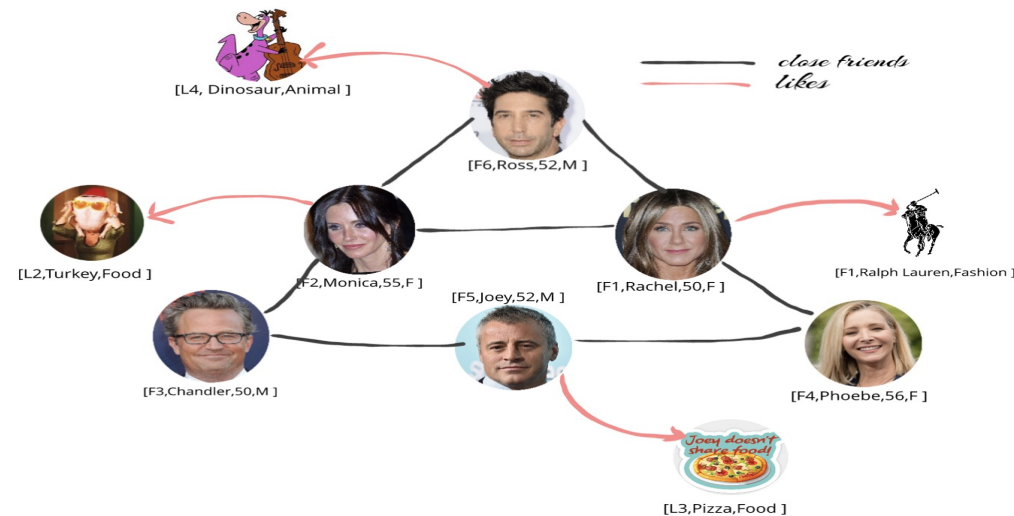 close friends
likes
[L4, Dinosaur,Animal ]
[F6,Ross,52,M ]
[L2,Turkey,Food ]
[F2,Monica,55,F ]
[F1,Rachel,50,F ]
[F1,Ralph Lauren,Fashion ]
[F5,Joey,52,M ]
[F3,Chandler,50,M ]
[F4,Phoebe,56,F ]
Joey doesn't
share food!
[L3,Pizza,Food ]